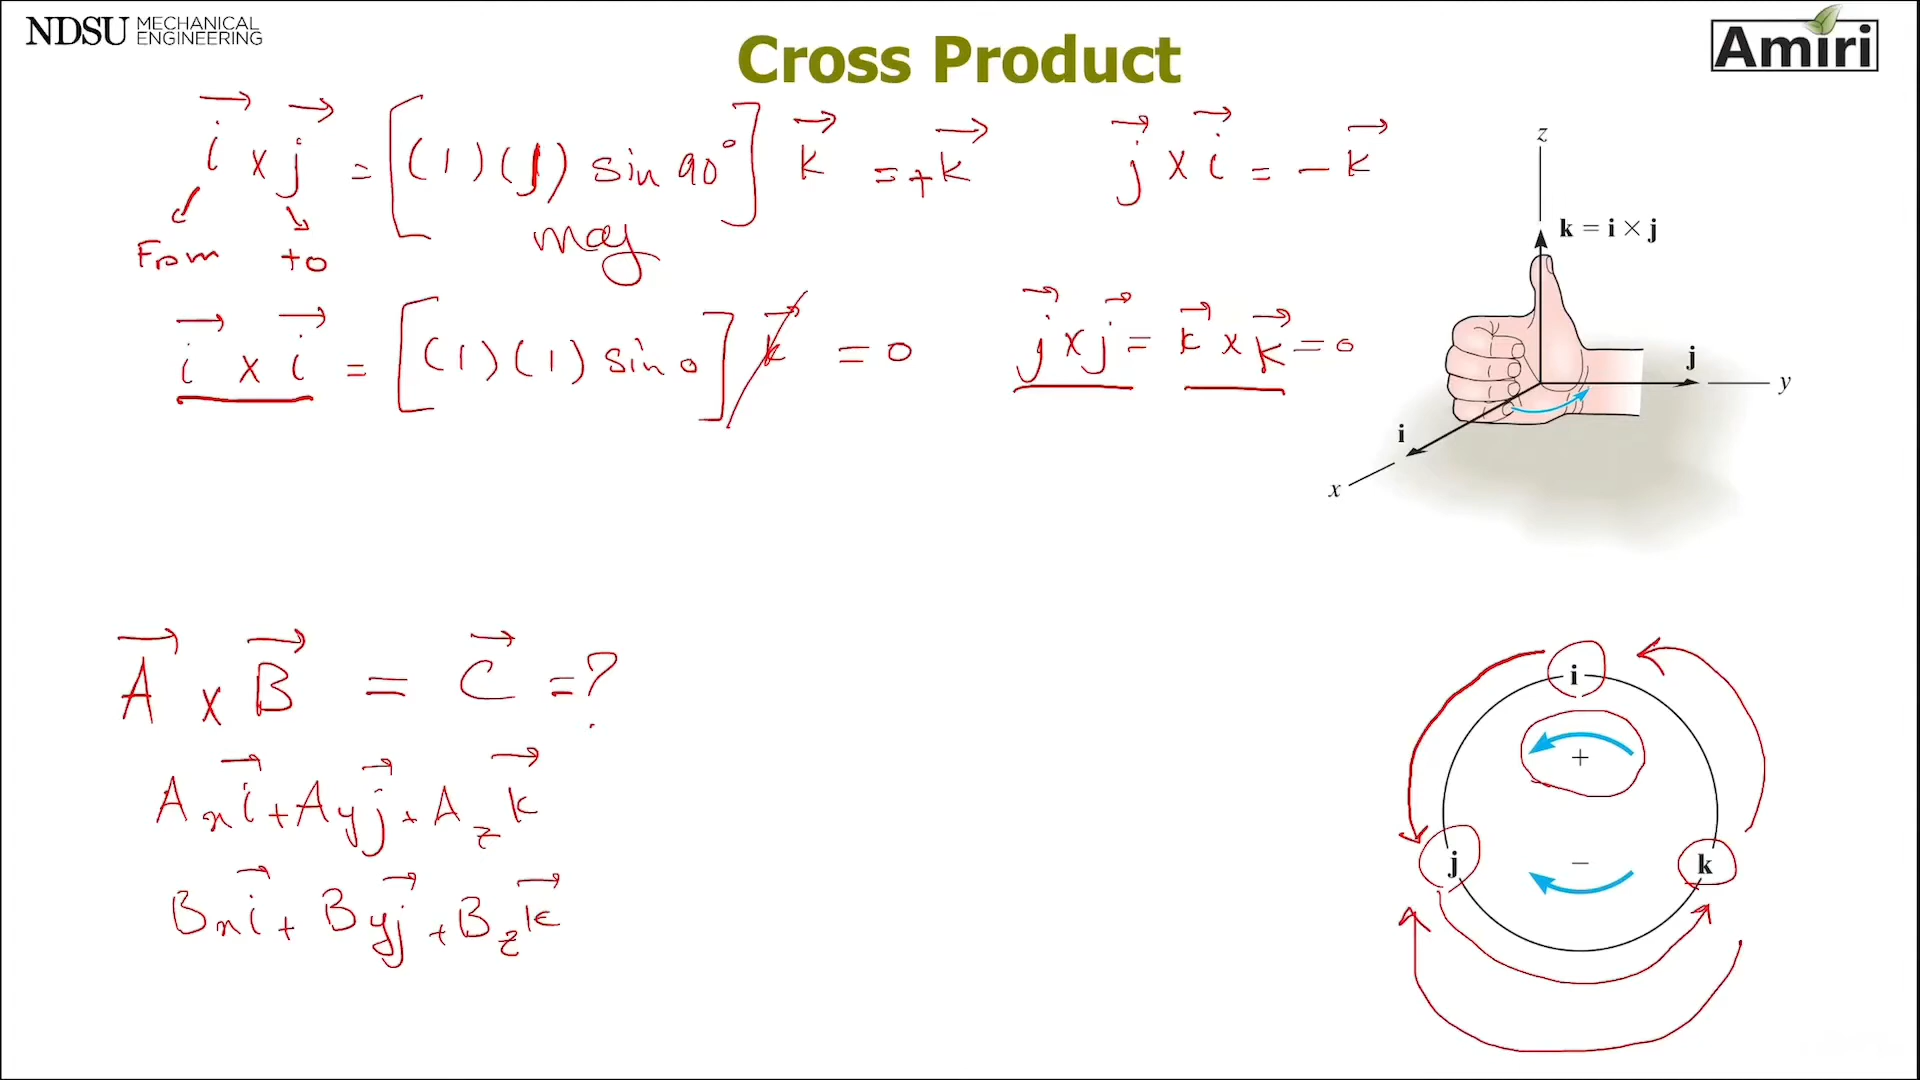 NDSU MECHANICAL ENGINEERING
Cross Product
Amiri
i × j = [(1)(1) sin 90°] k = +k
j × i = -k
From to
mag
i × i = [(1)(1) sin 0] k = 0
j × j = k × k = 0
z
k = i × j
j
y
i
x
A × B = C = ?
Axi + Ayj + Azk
Bxi + Byj + Bzk
i
+
j
−
k